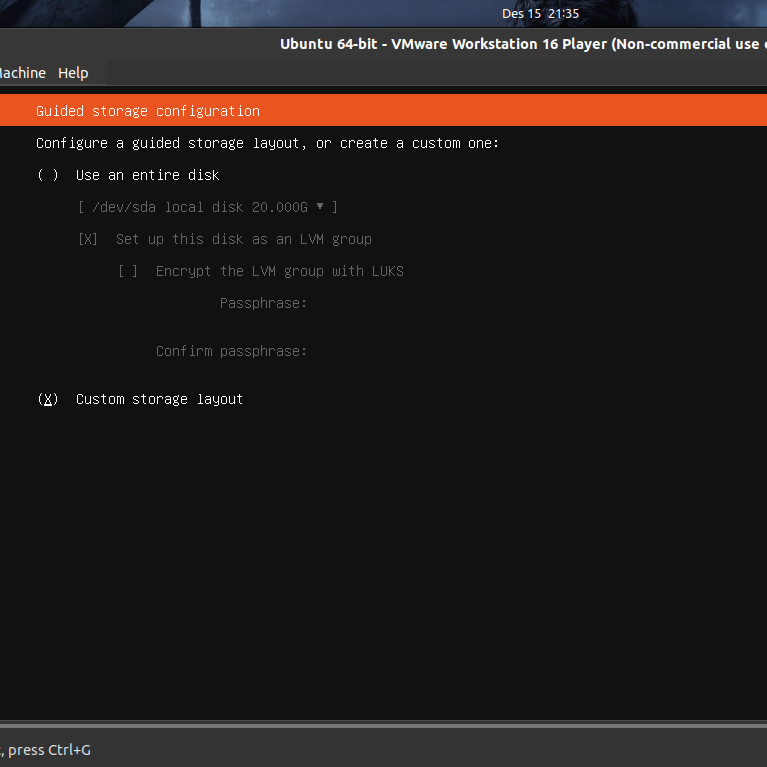 Des 15 21:35
Ubuntu 64-bit - VMware Workstation 16 Player (Non-commercial use
Machine Help
Guided storage configuration
Configure a guided storage layout, or create a custom one:
( ) Use an entire disk
[ /dev/sda local disk 20.000G ▾ ]
[X] Set up this disk as an LVM group
[ ] Encrypt the LVM group with LUKS
Passphrase:
Confirm passphrase:
(X) Custom storage layout
, press Ctrl+G